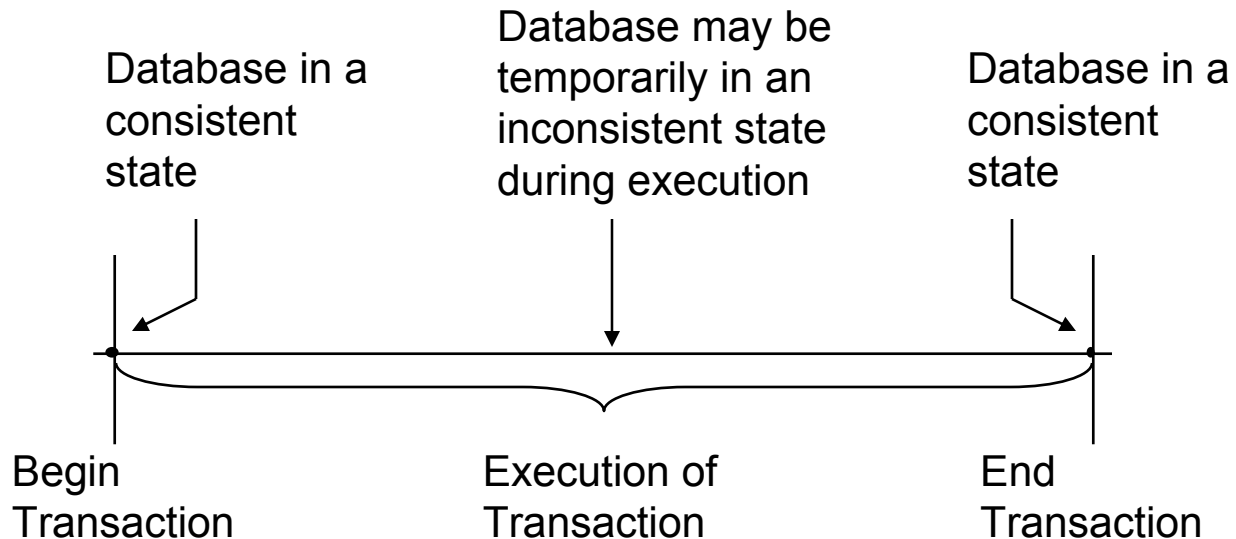 Database in a
consistent
state
Database may be
temporarily in an
inconsistent state
during execution
Database in a
consistent
state
Begin
Transaction
Execution of
Transaction
End
Transaction